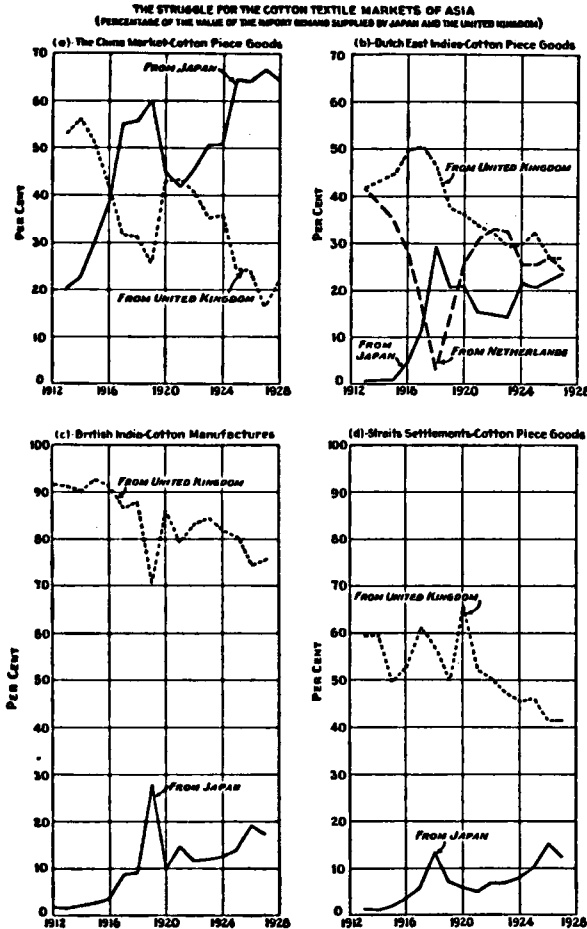 THE STRUGGLE FOR THE COTTON TEXTILE MARKETS OF ASIA
(PERCENTAGE OF THE VALUE OF THE IMPORT DEMAND SUPPLIED BY JAPAN AND THE UNITED KINGDOM)
(a)-The China Market-Cotton Piece Goods
70
60
50
40
30
20
10
0
PER CENT
FROM JAPAN
FROM UNITED KINGDOM
1912 1916 1920 1924 1928
(b)-Dutch East Indies-Cotton Piece Goods
70
60
50
40
30
20
10
0
PER CENT
FROM UNITED KINGDOM
FROM JAPAN
FROM NETHERLANDS
1912 1916 1920 1924 1928
(c)-British India-Cotton Manufactures
100
90
80
70
60
50
40
30
20
10
0
PER CENT
FROM UNITED KINGDOM
FROM JAPAN
1912 1916 1920 1924 1928
(d)-Straits Settlements-Cotton Piece Goods
100
90
80
70
60
50
40
30
20
10
0
PER CENT
FROM UNITED KINGDOM
FROM JAPAN
1912 1916 1920 1924 1928